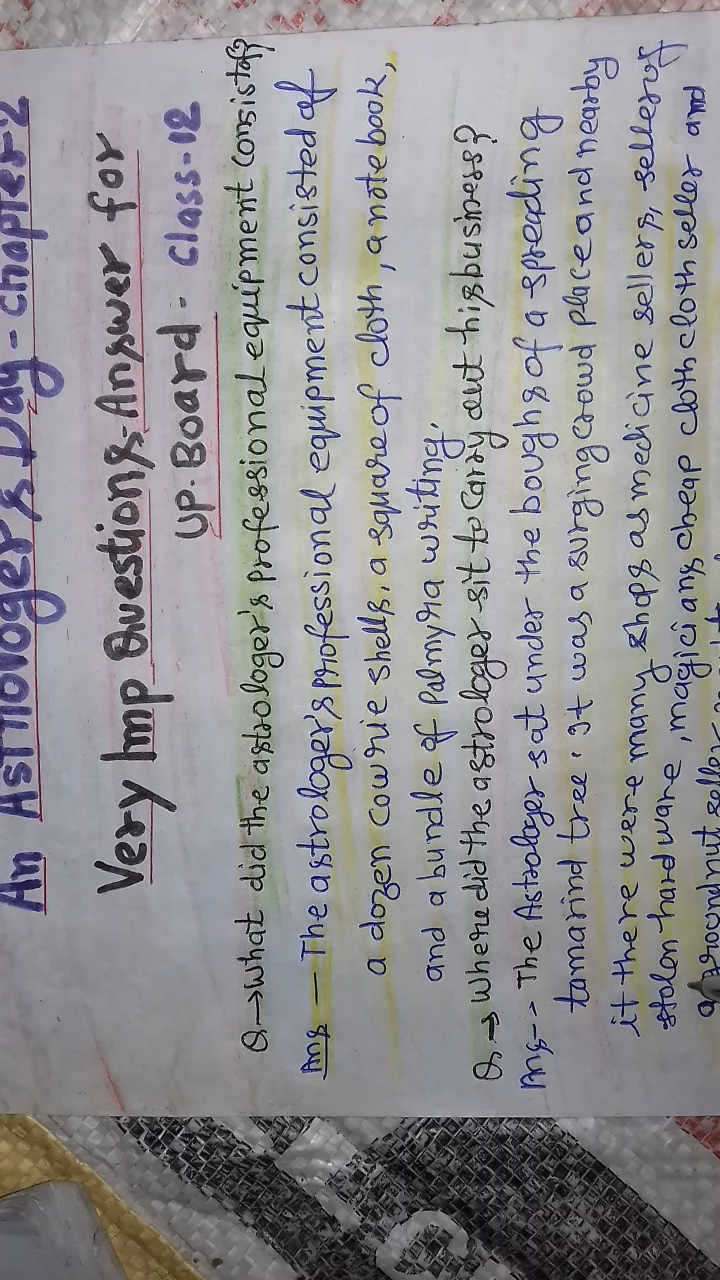 An Astrologer's Day - Chapter-2
Very Imp Questions-Answer for
UP-Board - Class-12
Q.→ What did the astrologer's professional equipment consist of?
Ans — The astrologer's professional equipment consisted of
a dozen cowrie shells, a square of cloth, a notebook,
and a bundle of Palmyra writing.
Q.→ Where did the astrologer sit to carry out his business?
Ans-> The Astrologer sat under the boughs of a spreading
tamarind tree. It was a surging crowd place and nearby
it there were many shops as medicine sellers, seller of
stolen hardware, magicians cheap cloth cloth seller and
groundnut seller